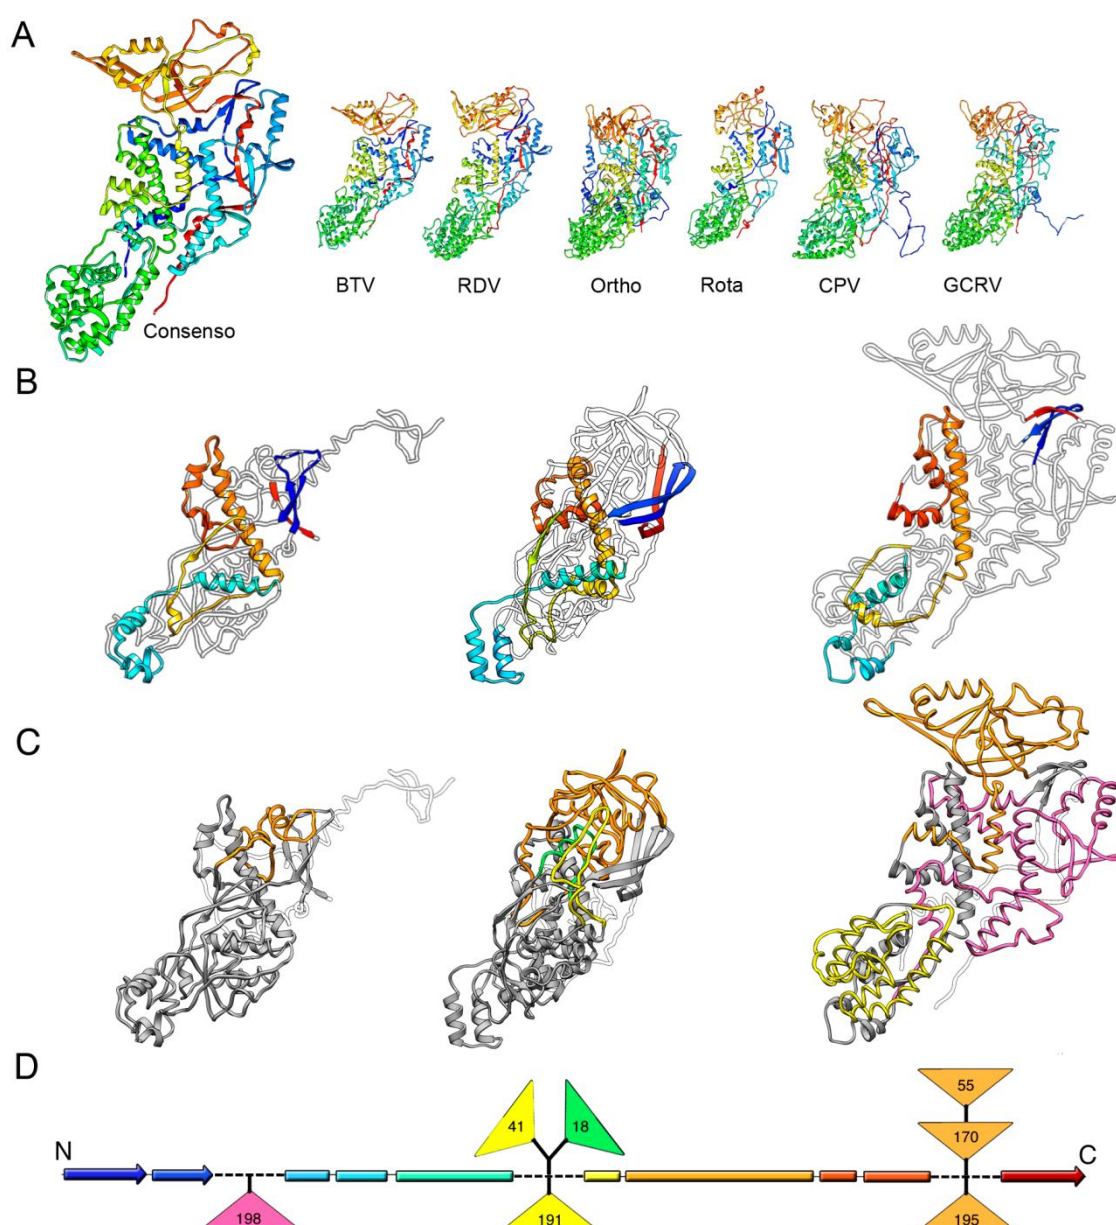 A
Consenso
BTV
RDV
Ortho
Rota
CPV
GCRV
B
C
D
N
41
18
55
170
C
198
191
195